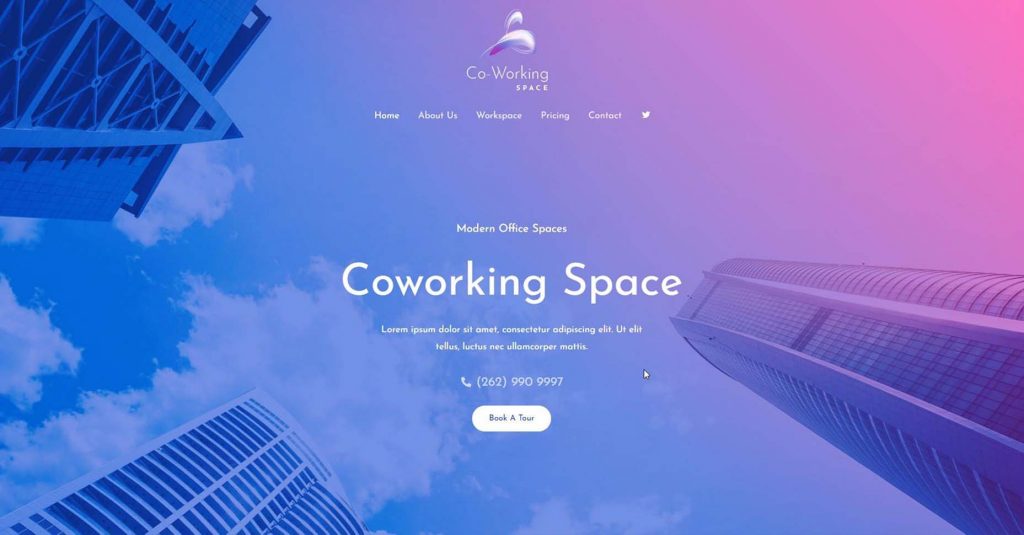 Co-Working
SPACE
Home About Us Workspace Pricing Contact
Modern Office Spaces
Coworking Space
Lorem ipsum dolor sit amet, consectetur adipiscing elit. Ut elit
tellus, luctus nec ullamcorper mattis.
(262) 990 9997
Book A Tour